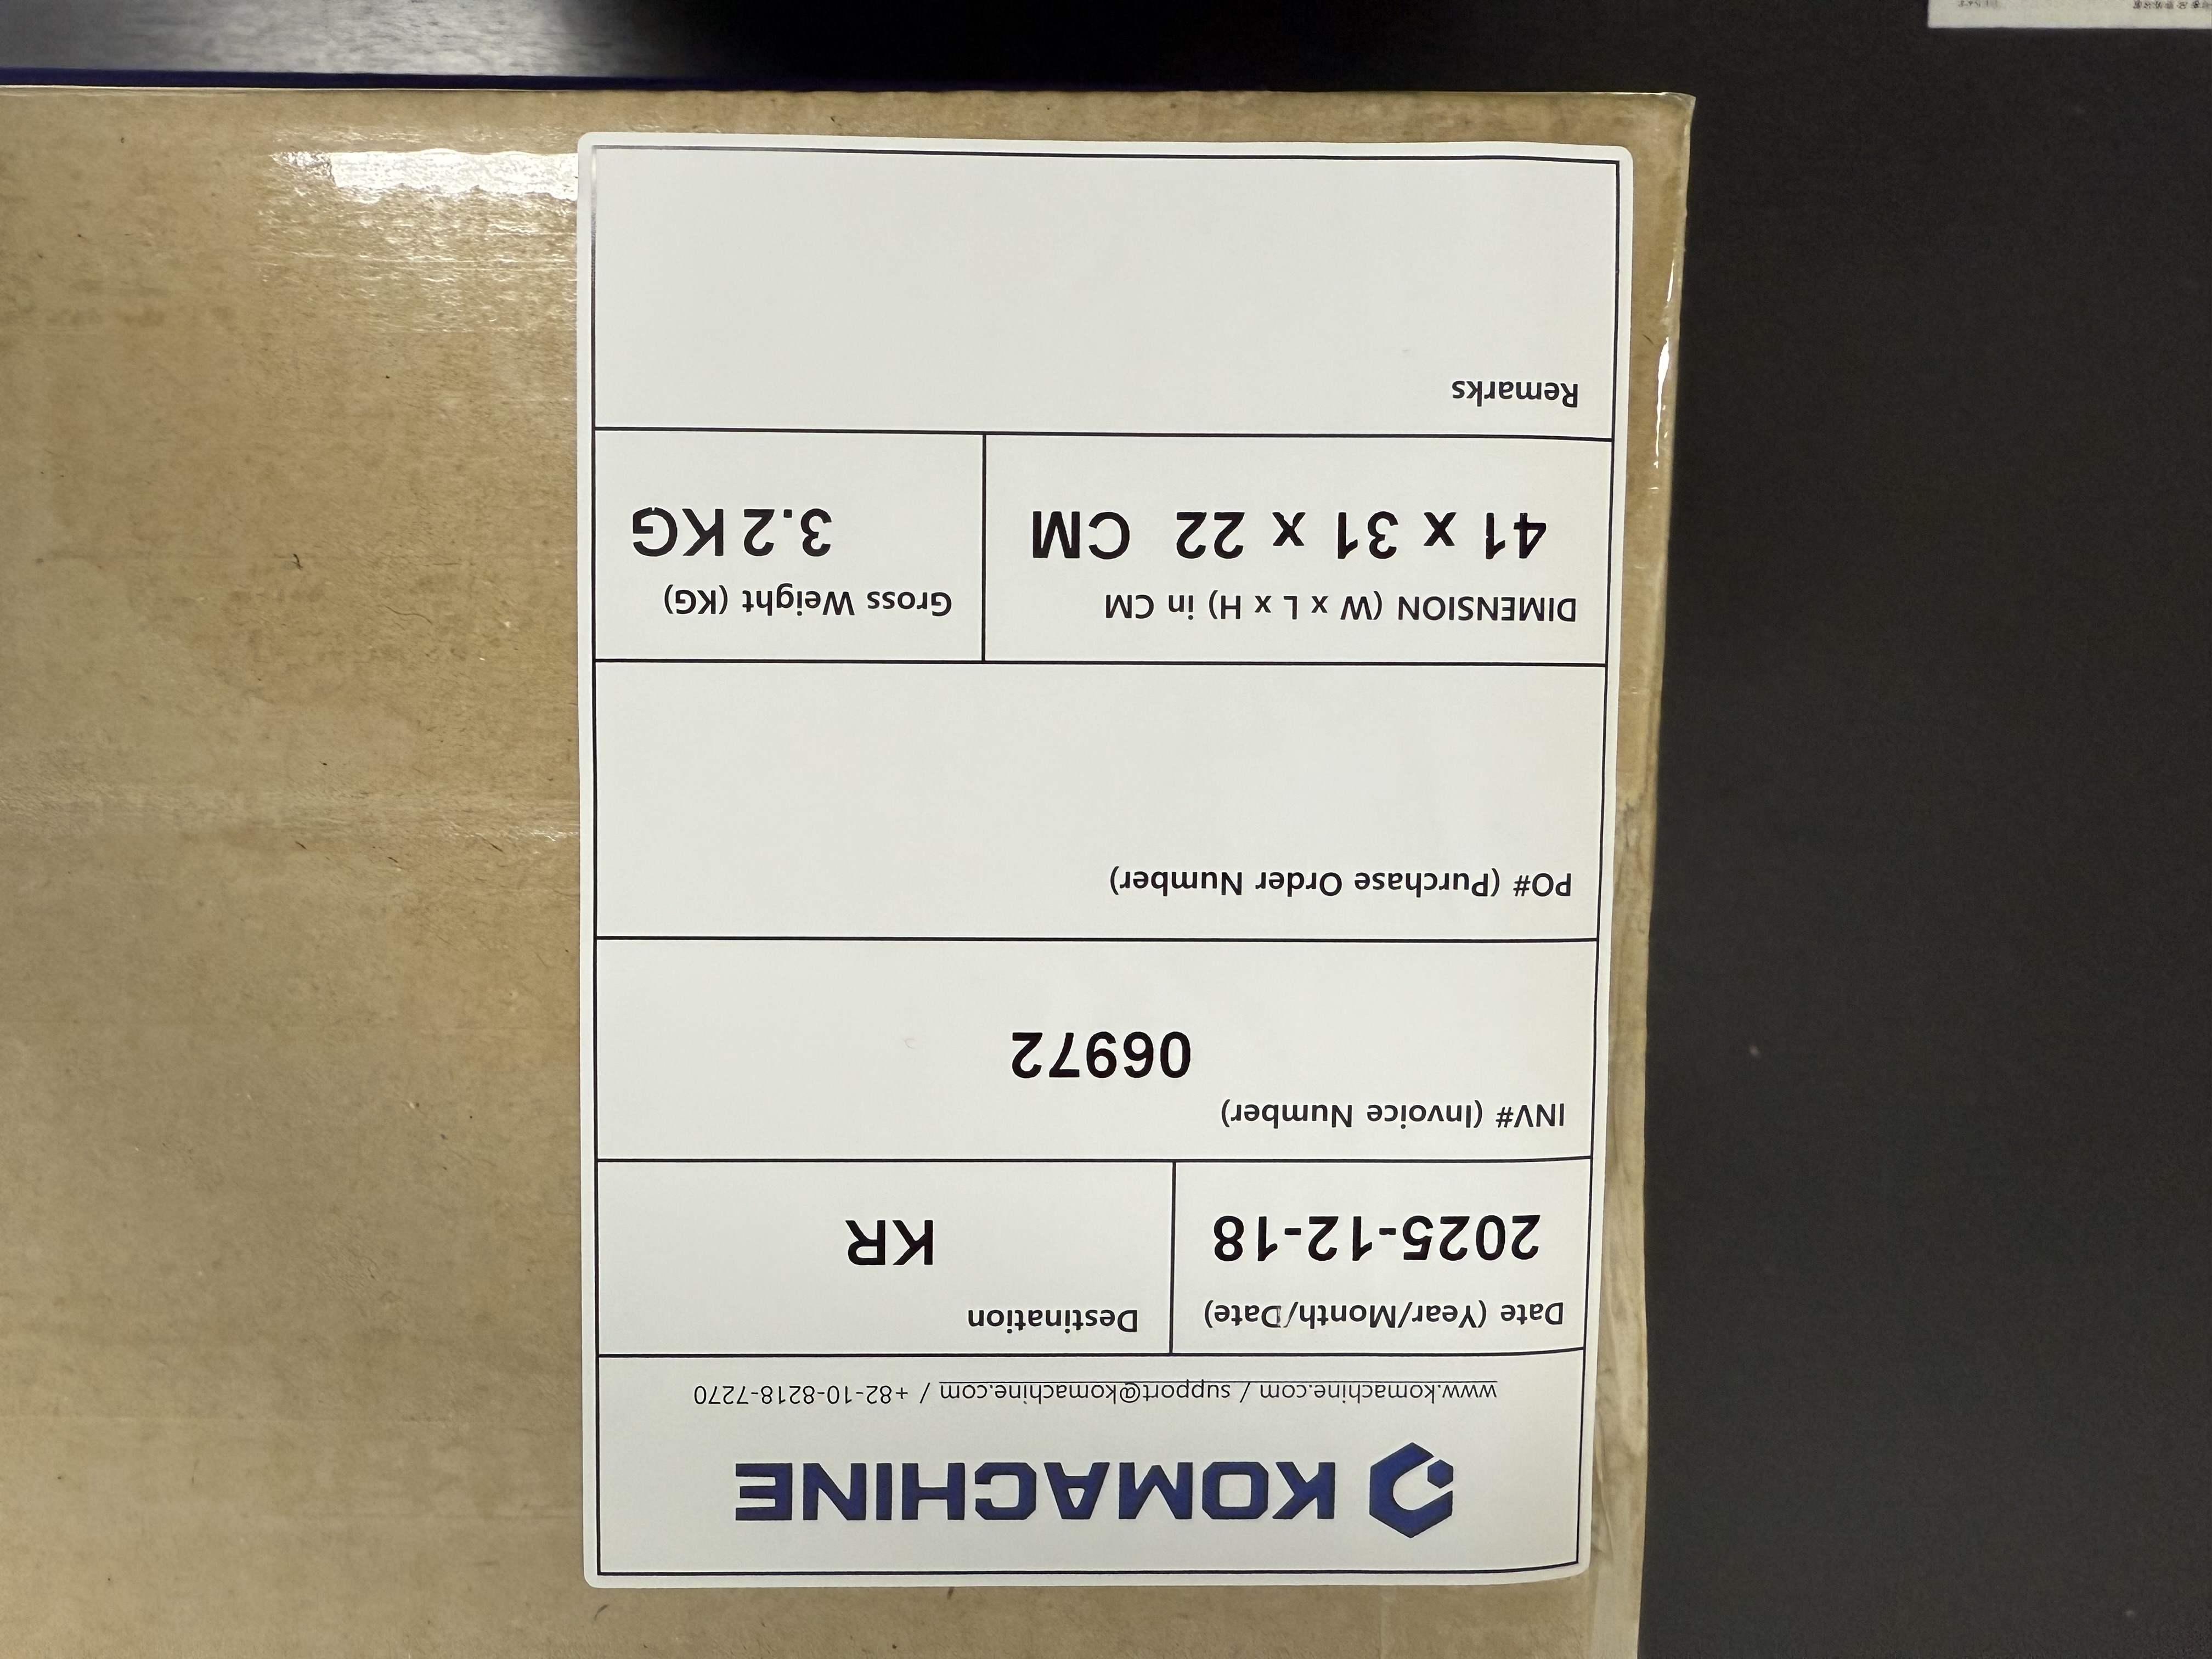 KOMACHINE
www.komachine.com / support@komachine.com / +82-10-8218-7270
Date (Year/Month/Date)
2025-12-18
Destination
KR
INV# (Invoice Number)
06972
PO# (Purchase Order Number)
DIMENSION (W x L x H) in CM
41 x 31 x 22 CM
Gross Weight (KG)
3.2KG
Remarks